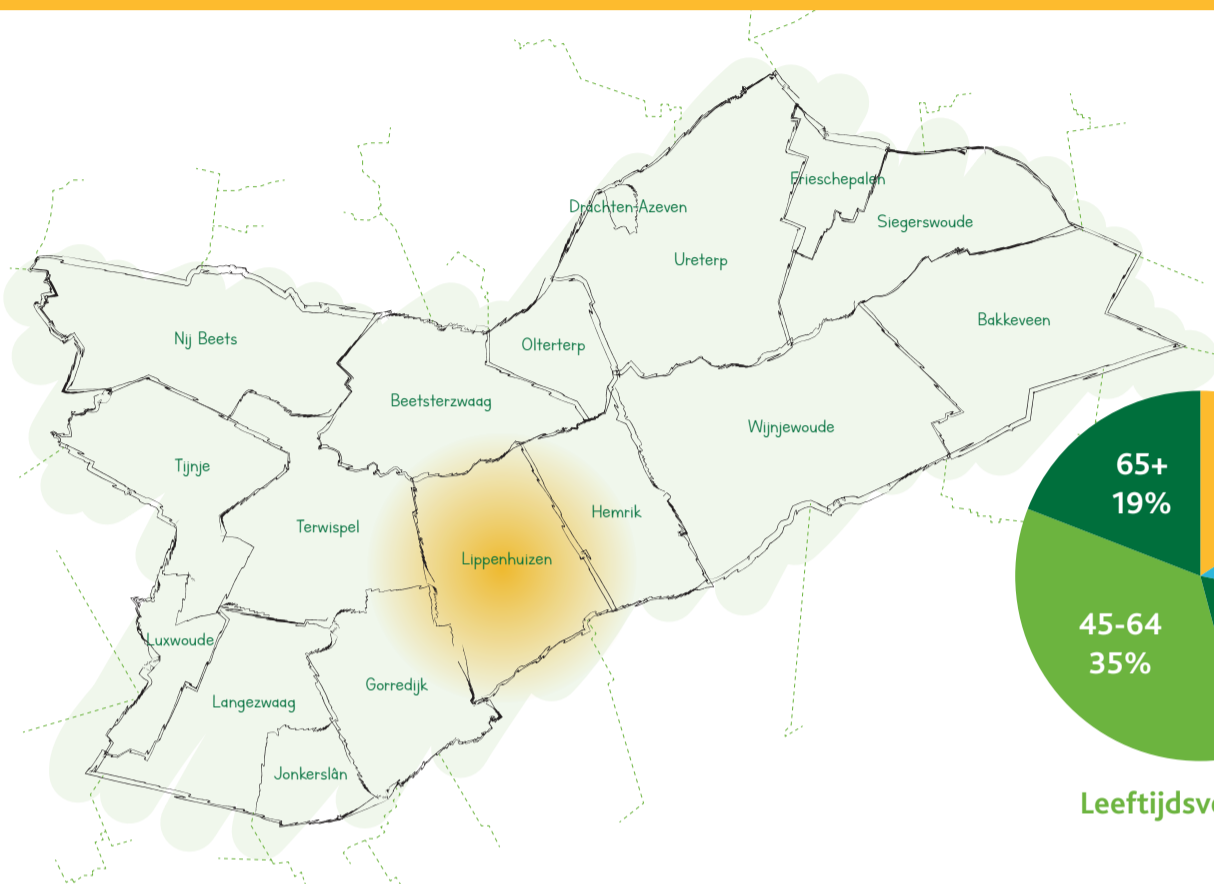 Frieschepalen
Drachten-Azeven
Siegerswoude
Ureterp
Bakkeveen
Nij Beets
Olterterp
Beetsterzwaag
Wijnjewoude
Tijnje
65+
19%
Terwispel
Hemrik
Lippenhuizen
45-64
35%
Luxwoude
Gorredijk
Langezwaag
Jonkerslân
Leeftijdsv